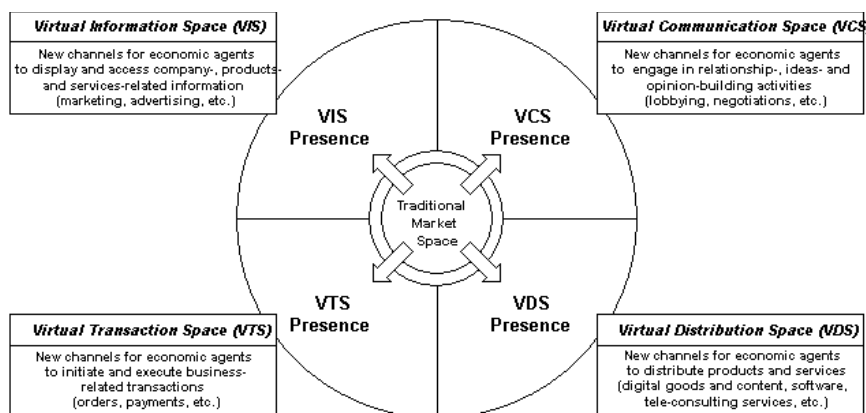 Virtual Information Space (VIS)
New channels for economic agents
to display and access company-, products-
and services-related information
(marketing, advertising, etc.)
Virtual Communication Space (VCS
New channels for economic agents
to engage in relationship-, ideas- and
opinion-building activities
(lobbying, negotiations, etc.)
VIS
Presence
VCS
Presence
Traditional
Market
Space
VTS
Presence
VDS
Presence
Virtual Transaction Space (VTS)
New channels for economic agents
to initiate and execute business-
related transactions
(orders, payments, etc.)
Virtual Distribution Space (VDS)
New channels for economic agents
to distribute products and services
(digital goods and content, software,
tele-consulting services, etc.)